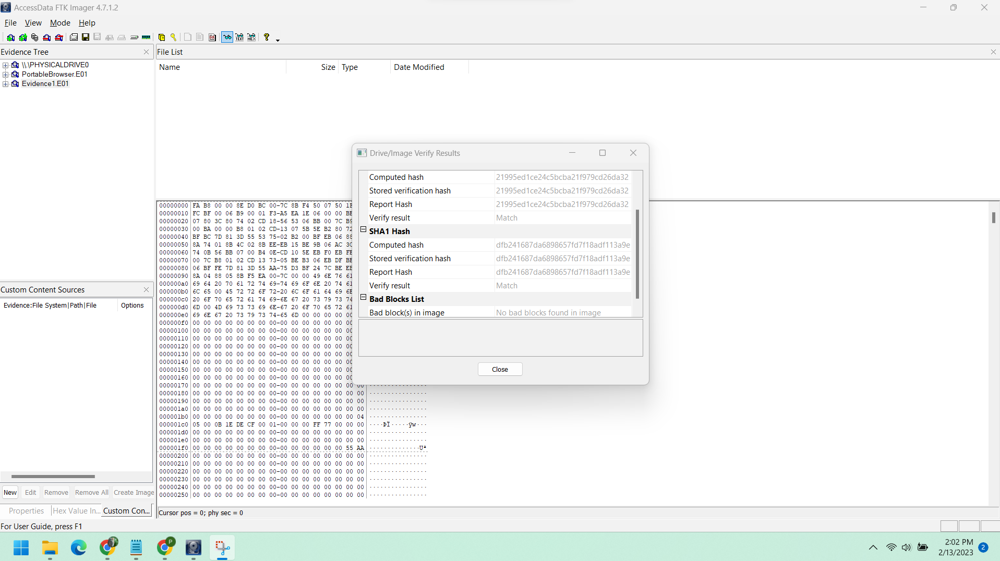 AccessData FTK Imager 4.7.1.2
File View Mode Help
Evidence Tree
\\.\PHYSICALDRIVE0
PortableBrowser.E01
Evidence1.E01
File List
Name Size Type Date Modified
Custom Content Sources
Evidence:File System|Path|File Options
New Edit Remove Remove All Create Image
Properties Hex Value In... Custom Con...
For User Guide, press F1
00000000 FA B8 00 00 8E D0 BC 00-7C 8B F4 50 07 50
00000010 FC BF 00 06 B9 00 01 F3-A5 EA 1E 06 00 00
00000020 07 80 3C 80 74 02 CD 18-56 53 06 BB 00 7C
00000030 00 BA 00 00 B8 01 02 CD-13 07 5B 5E B2 80 72
00000040 BF BC 7D 81 3D 55 53 75-02 B2 00 BF EB 06
00000050 8A 74 01 8B 4C 02 8B EE-EB 15 BE 9B 06 AC
00000060 74 0B 56 BB 07 00 B4 0E-CD 10 5E EB F0 EB
00000070 00 7C B8 01 02 CD 13 73-05 BE B3 06 EB DF
00000080 06 BF FE 7D 81 3D 55 AA-75 D3 BF 24 7C BE
00000090 8A 04 88 05 8B F5 EA 00-7C 00 00 49 6E 76 61
000000a0 69 64 20 70 61 72 74 69-74 69 6F 6E 20 74 61
000000b0 6C 65 00 45 72 72 6F 72-20 6C 6F 61 64 69
000000c0 20 6F 70 65 72 61 74 69-6E 67 20 73 79 73 74
000000d0 6D 00 4D 69 73 73 69 6E-67 20 6F 70 65 72 61
000000e0 69 6E 67 20 73 79 73 74-65 6D 00 00 00 00 00
000000f0 00 00 00 00 00 00 00 00-00 00 00 00 00 00 00
00000100 00 00 00 00 00 00 00 00-00 00 00 00 00 00 00
00000110 00 00 00 00 00 00 00 00-00 00 00 00 00 00 00
00000120 00 00 00 00 00 00 00 00-00 00 00 00 00 00 00
00000130 00 00 00 00 00 00 00 00-00 00 00 00 00 00 00
00000140 00 00 00 00 00 00 00 00-00 00 00 00 00 00 00
00000150 00 00 00 00 00 00 00 00-00 00 00 00 00 00 00
00000160 00 00 00 00 00 00 00 00-00 00 00 00 00 00 00
00000170 00 00 00 00 00 00 00 00-00 00 00 00 00 00 00 00 ................
00000180 00 00 00 00 00 00 00 00-00 00 00 00 00 00 00 00 ................
00000190 00 00 00 00 00 00 00 00-00 00 00 00 00 00 00 00 ................
000001a0 00 00 00 00 00 00 00 00-00 00 00 00 00 00 00 00 ................
000001b0 00 00 00 00 00 00 00 00-00 00 00 00 00 00 00 04 ................
000001c0 05 00 0B 1E DE CF 00 01-00 00 00 FF 77 00 00 00 ····ÞÏ·····ÿw···
000001d0 00 00 00 00 00 00 00 00-00 00 00 00 00 00 00 00 ................
000001e0 00 00 00 00 00 00 00 00-00 00 00 00 00 00 00 00 ................
000001f0 00 00 00 00 00 00 00 00-00 00 00 00 00 00 55 AA ··············Uª
00000200 00 00 00 00 00 00 00 00-00 00 00 00 00 00 00 00 ................
00000210 00 00 00 00 00 00 00 00-00 00 00 00 00 00 00 00 ................
00000220 00 00 00 00 00 00 00 00-00 00 00 00 00 00 00 00 ................
00000230 00 00 00 00 00 00 00 00-00 00 00 00 00 00 00 00 ................
00000240 00 00 00 00 00 00 00 00-00 00 00 00 00 00 00 00 ................
00000250 00 00 00 00 00 00 00 00-00 00 00 00 00 00 00 00 ................
Cursor pos = 0; phy sec = 0
Drive/Image Verify Results
Computed hash 21995ed1ce24c5bcba21f979cd26da32
Stored verification hash 21995ed1ce24c5bcba21f979cd26da32
Report Hash 21995ed1ce24c5bcba21f979cd26da32
Verify result Match
SHA1 Hash
Computed hash dfb241687da6898657fd7f18adf113a9e
Stored verification hash dfb241687da6898657fd7f18adf113a9e
Report Hash dfb241687da6898657fd7f18adf113a9e
Verify result Match
Bad Blocks List
Bad block(s) in image No bad blocks found in image
Close
2:02 PM
2/13/2023
2